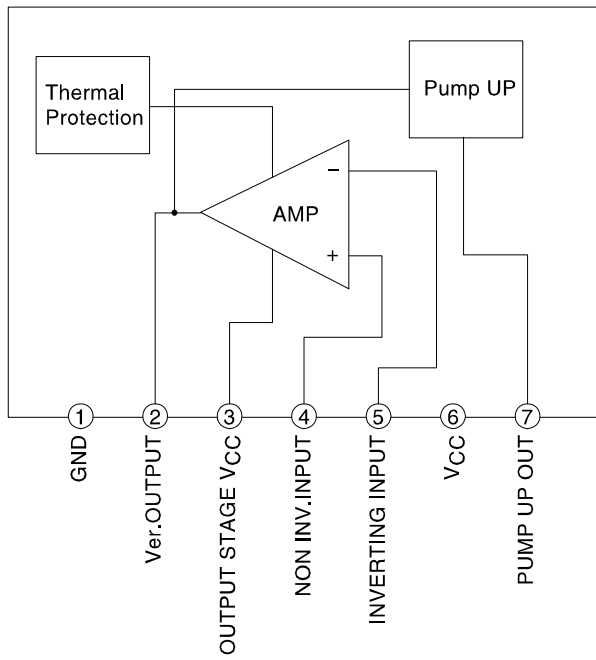 Thermal
Protection
Pump UP
AMP
−
+
1
2
3
4
5
6
7
GND
Ver.OUTPUT
OUTPUT STAGE VCC
NON INV.INPUT
INVERTING INPUT
VCC
PUMP UP OUT